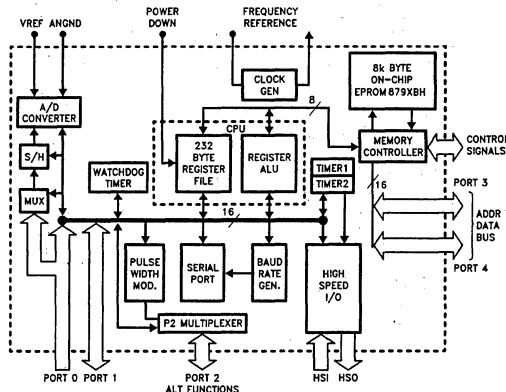 VREF ANGND
POWER
DOWN
FREQUENCY
REFERENCE
CLOCK
GEN
8k BYTE
ON-CHIP
EPROM 879XBH
8
A/D
CONVERTER
CPU
S/H
232
BYTE
REGISTER
FILE
REGISTER
ALU
MEMORY
CONTROLLER
CONTROL
SIGNALS
WATCHDOG
TIMER
TIMER1
TIMER2
MUX
16
16
PORT 3
ADDR
DATA
BUS
PORT 4
PULSE
WIDTH
MOD.
SERIAL
PORT
BAUD
RATE
GEN.
HIGH
SPEED
I/O
P2 MULTIPLEXER
PORT 0 PORT 1
PORT 2
ALT FUNCTIONS
HSI HSO